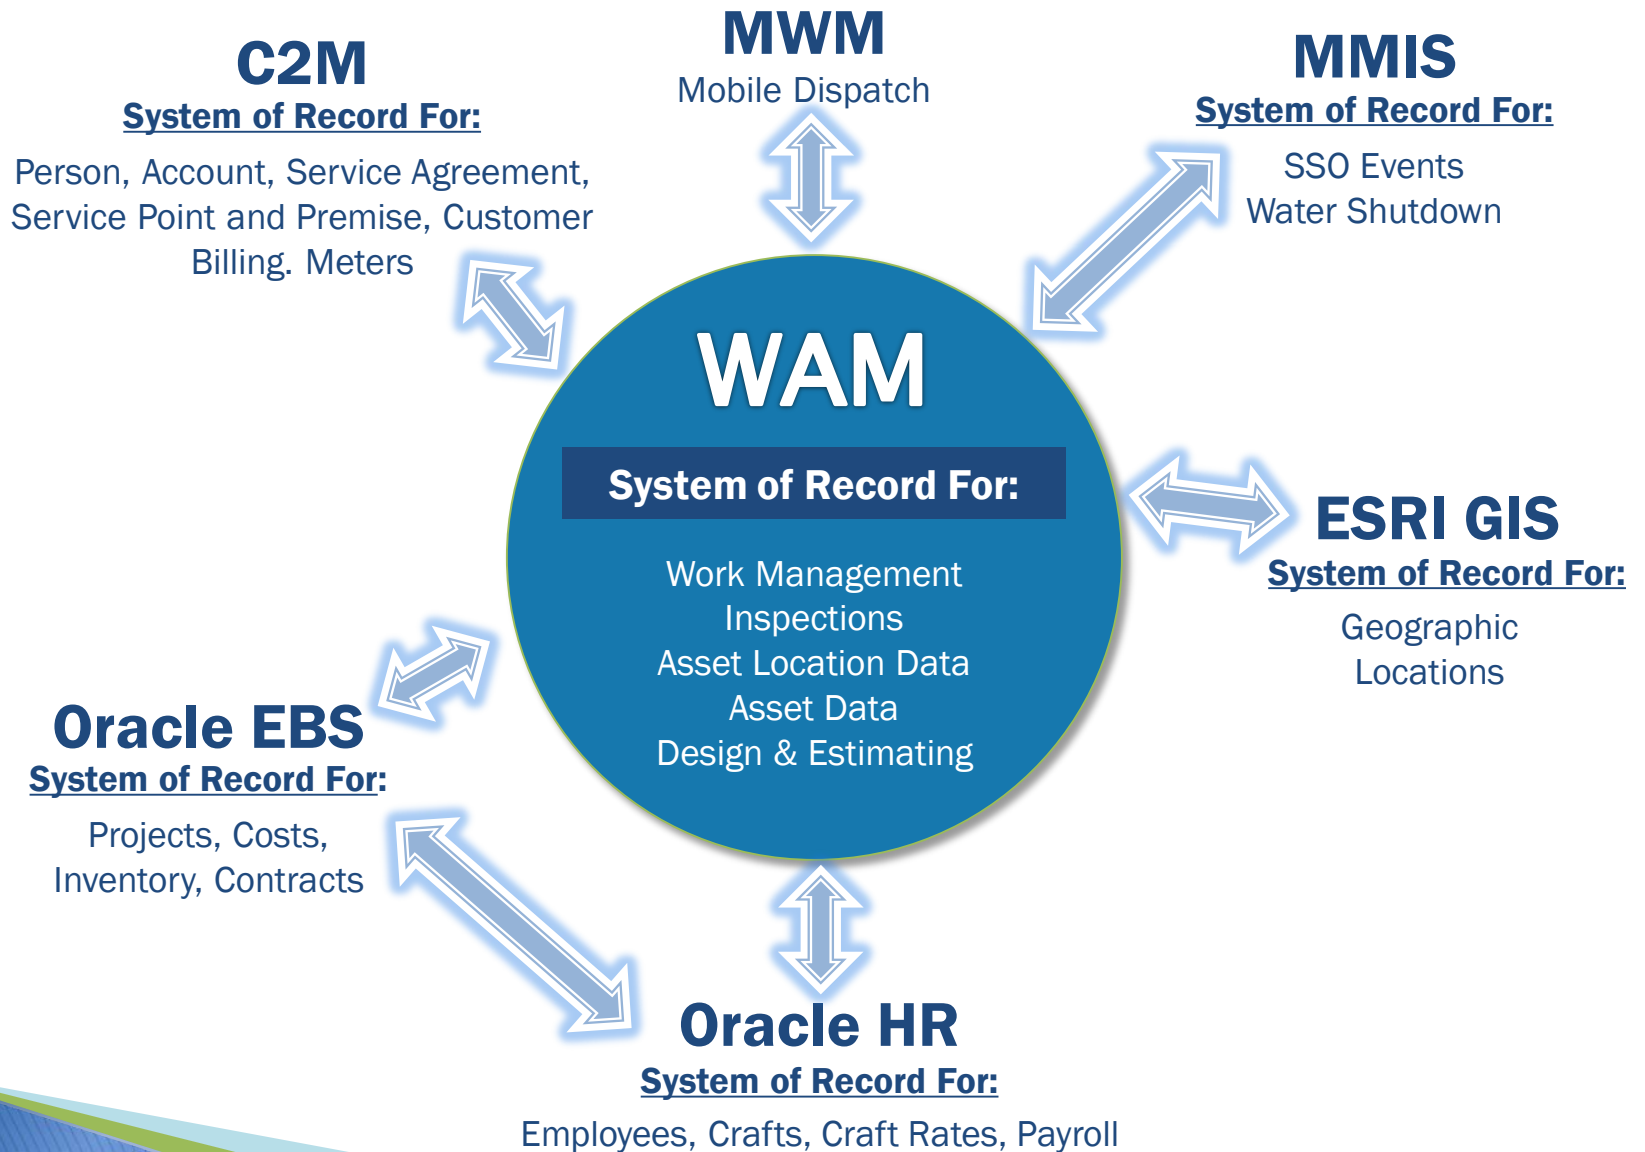 MWM
Mobile Dispatch
C2M
System of Record For:
Person, Account, Service Agreement,
Service Point and Premise, Customer
Billing. Meters
MMIS
System of Record For:
SSO Events
Water Shutdown
WAM
System of Record For:
Work Management
Inspections
Asset Location Data
Asset Data
Design & Estimating
ESRI GIS
System of Record For:
Geographic
Locations
Oracle EBS
System of Record For:
Projects, Costs,
Inventory, Contracts
Oracle HR
System of Record For:
Employees, Crafts, Craft Rates, Payroll